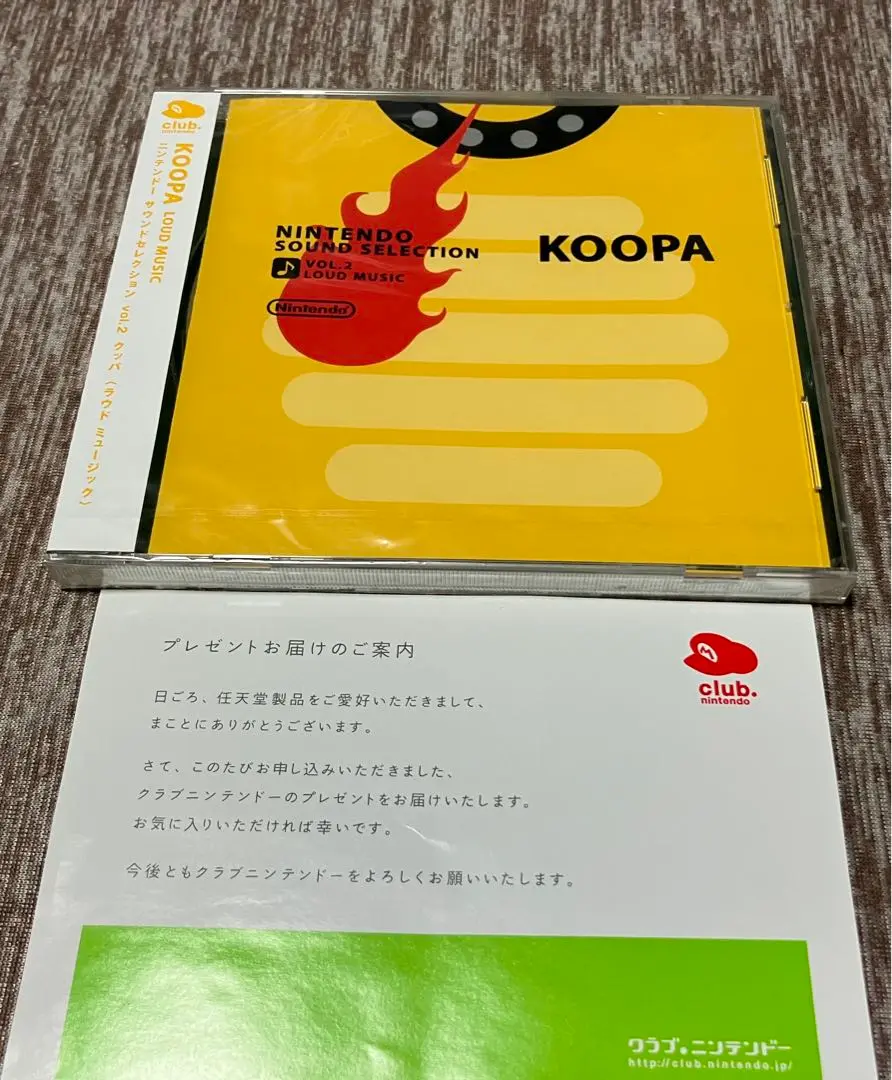 club.
nintendo
KOOPA LOUD MUSIC
ニンテンドー サウンドセレクション vol.2 クッパ (ラウド ミュージック)
NINTENDO
SOUND SELECTION
VOL.2
LOUD MUSIC
Nintendo
KOOPA
プレゼントお届けのご案内
club.
nintendo
日ごろ、任天堂製品をご愛好いただきまして、
まことにありがとうございます。
さて、このたびお申し込みいただきました、
クラブニンテンドーのプレゼントをお届けいたします。
お気に入りいただければ幸いです。
今後ともクラブニンテンドーをよろしくお願いいたします。
クラブ.ニンテンドー
http://club.nintendo.jp/